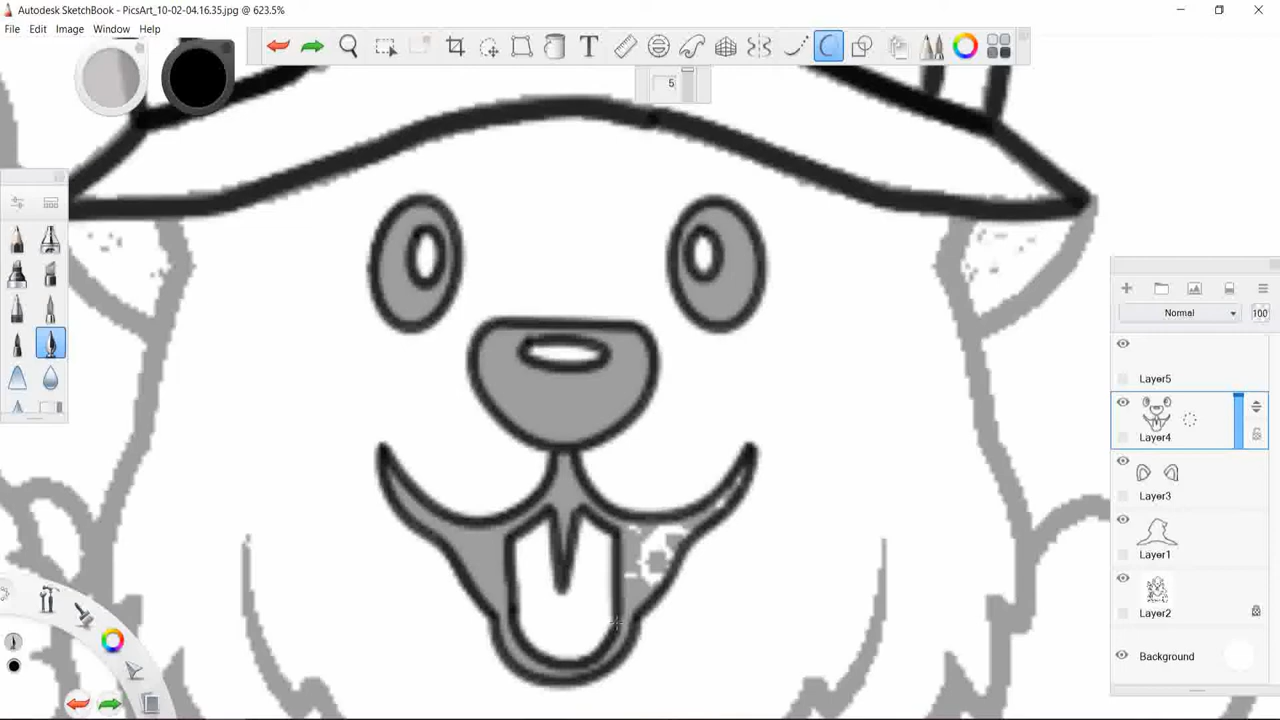 Autodesk SketchBook - PicsArt_10-02-04.16.35.jpg @ 623.5%
File Edit Image Window Help
T
5
Normal 100
Layer5
Layer4
Layer3
Layer1
Layer2
Background